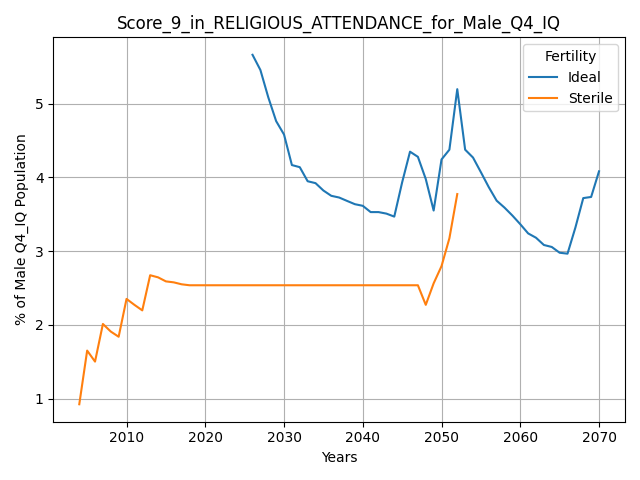 Score_9_in_RELIGIOUS_ATTENDANCE_for_Male_Q4_IQ
Fertility
Ideal
Sterile
% of Male Q4_IQ Population
5
4
3
2
1
2010 2020 2030 2040 2050 2060 2070
Years